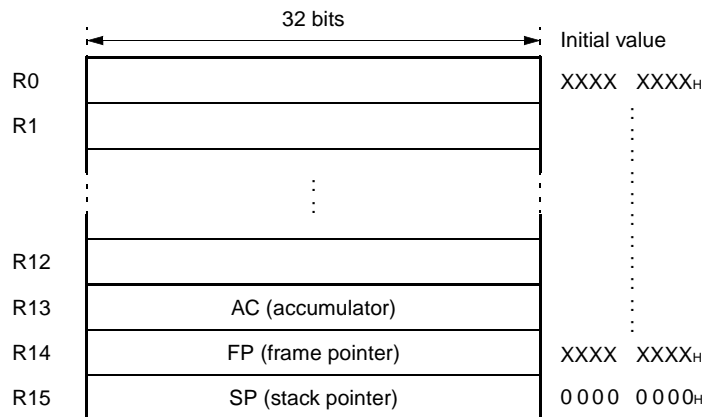 32 bits
Initial value
R0 XXXX XXXXH
R1
R12
R13 AC (accumulator)
R14 FP (frame pointer) XXXX XXXXH
R15 SP (stack pointer) 0000 0000H